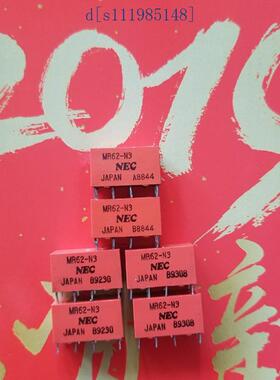 d[s111985148]
2019
MR62-N3
NEC
JAPAN A8844
MR62-N3
NEC
JAPAN B8844
MR62-N3
NEC
JAPAN B9230
MR62-N3
NEC
JAPAN B9308
MR62-N3
NEC
JAPAN B9230
MR62-N3
NEC
JAPAN B9308